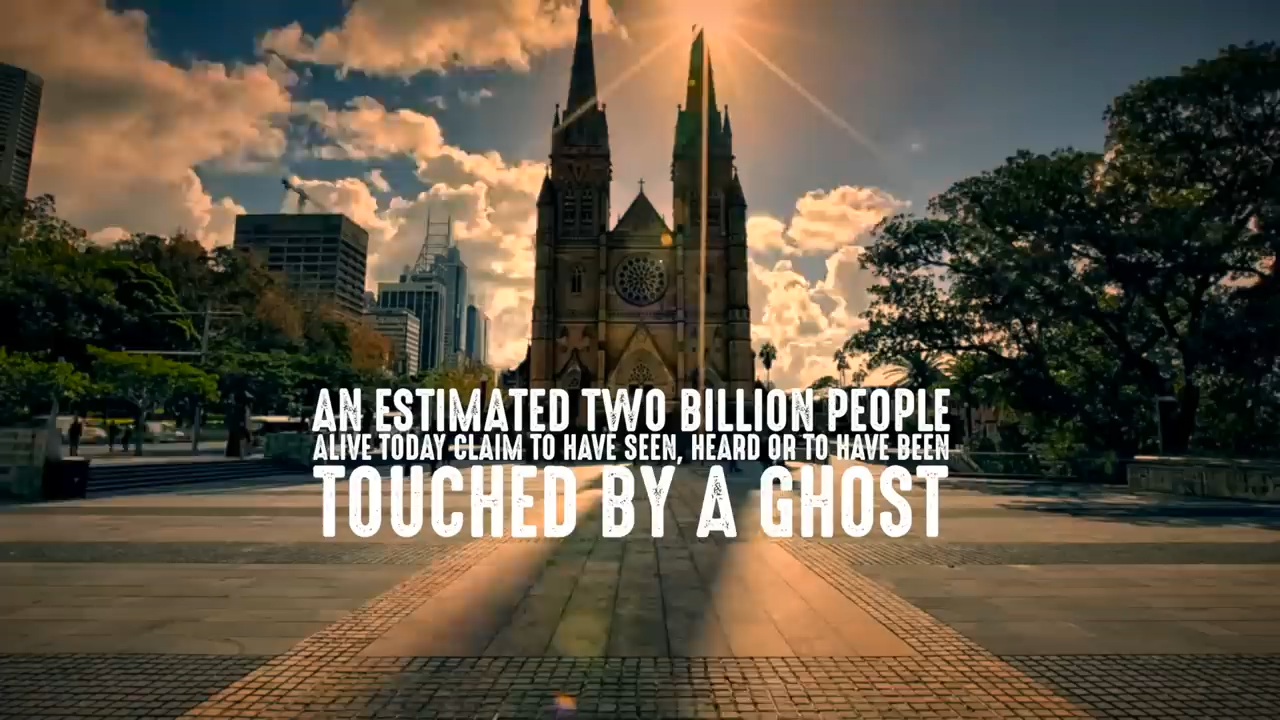 AN ESTIMATED TWO BILLION PEOPLE
ALIVE TODAY CLAIM TO HAVE SEEN, HEARD OR TO HAVE BEEN
TOUCHED BY A GHOST